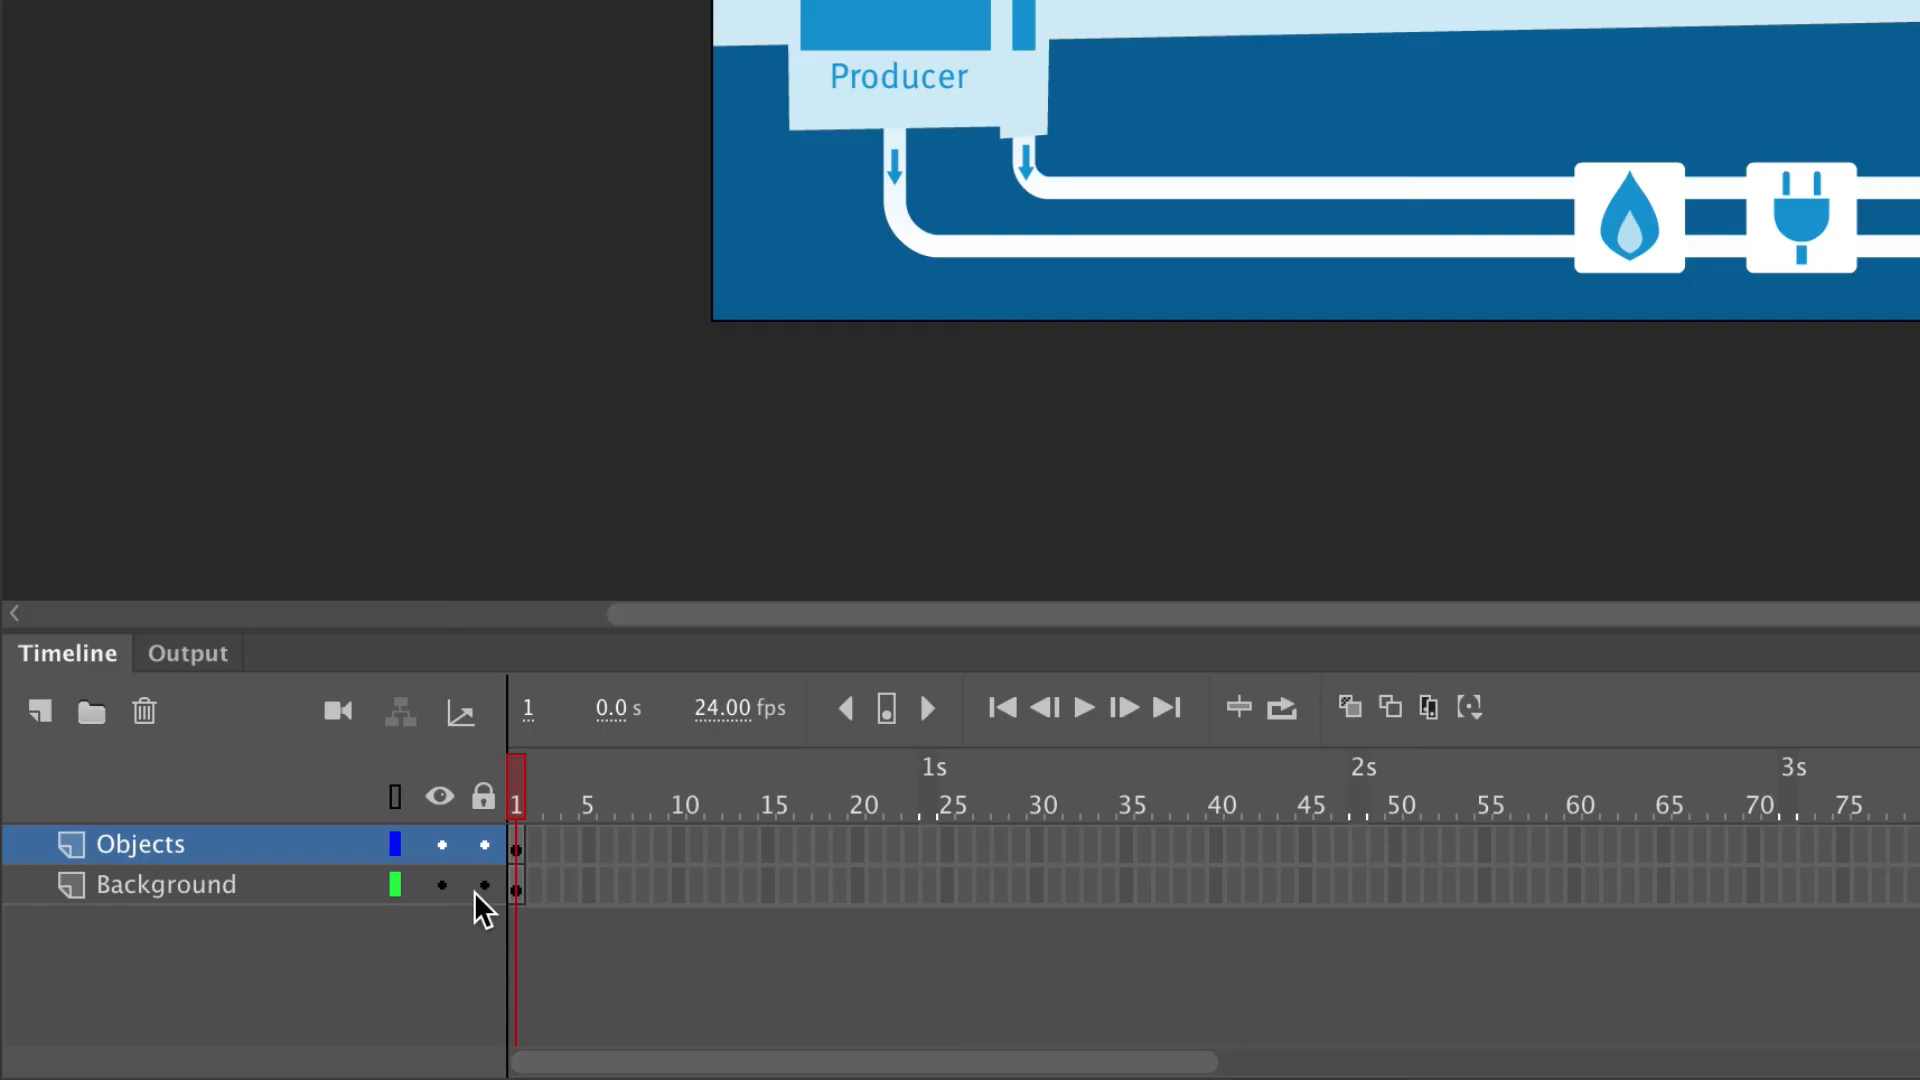 Producer
Timeline Output
1 0.0 s 24.00 fps
1s 2s 3s
1 5 10 15 20 25 30 35 40 45 50 55 60 65 70 75
Objects
Background